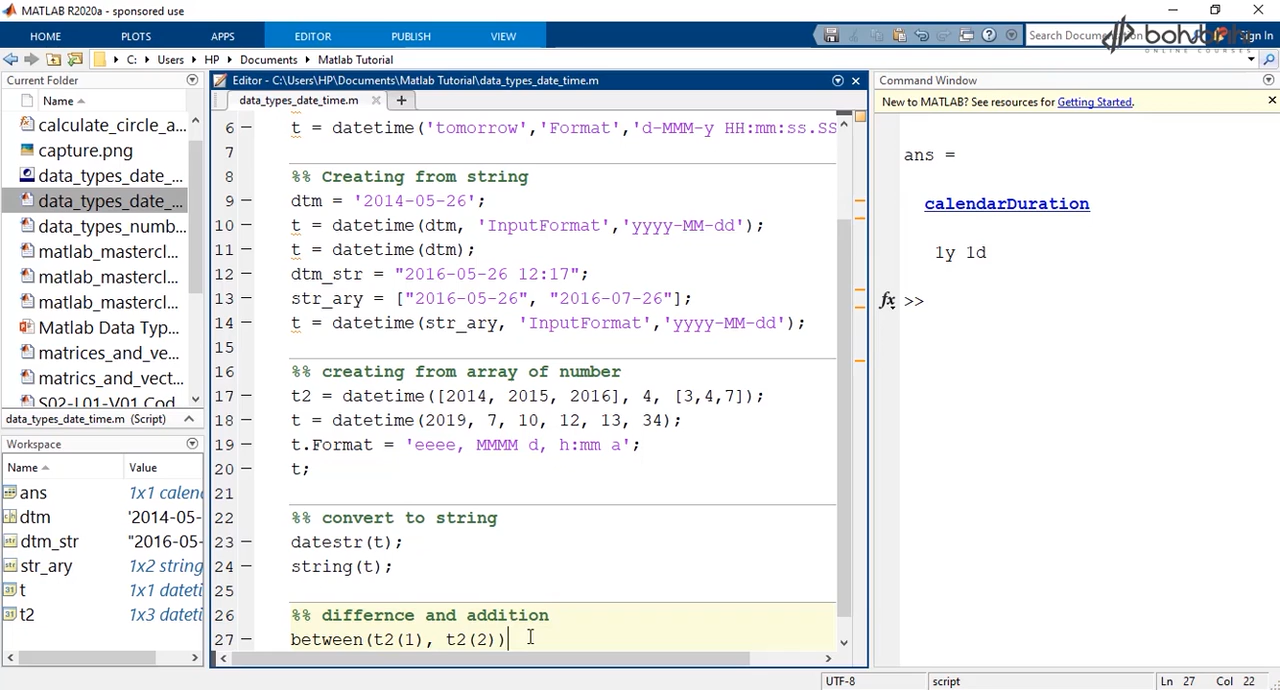 MATLAB R2020a - sponsored use
HOME PLOTS APPS EDITOR PUBLISH VIEW Search Documentation Sign In
ONLINE COURSES
C: Users HP Documents Matlab Tutorial
Current Folder
Name
calculate_circle_a...
capture.png
data_types_date_...
data_types_date_...
data_types_numb...
matlab_mastercl...
matlab_mastercl...
matlab_mastercl...
Matlab Data Typ...
matrices_and_ve...
matrics_and_vect...
S02-L01-V01 Cod
data_types_date_time.m (Script)
Workspace
Name Value
ans 1x1 calen
dtm '2014-05-
dtm_str "2016-05-
str_ary 1x2 string
t 1x1 dateti
t2 1x3 dateti
Editor - C:\Users\HP\Documents\Matlab Tutorial\data_types_date_time.m
data_types_date_time.m
6 t = datetime('tomorrow','Format','d-MMM-y HH:mm:ss.SS
7
8 %% Creating from string
9 dtm = '2014-05-26';
10 t = datetime(dtm, 'InputFormat','yyyy-MM-dd');
11 t = datetime(dtm);
12 dtm_str = "2016-05-26 12:17";
13 str_ary = ["2016-05-26", "2016-07-26"];
14 t = datetime(str_ary, 'InputFormat','yyyy-MM-dd');
15
16 %% creating from array of number
17 t2 = datetime([2014, 2015, 2016], 4, [3,4,7]);
18 t = datetime(2019, 7, 10, 12, 13, 34);
19 t.Format = 'eeee, MMMM d, h:mm a';
20 t;
21
22 %% convert to string
23 datestr(t);
24 string(t);
25
26 %% differnce and addition
27 between(t2(1), t2(2))
Command Window
New to MATLAB? See resources for Getting Started.
ans =
calendarDuration
1y 1d
fx >>
UTF-8 script Ln 27 Col 22